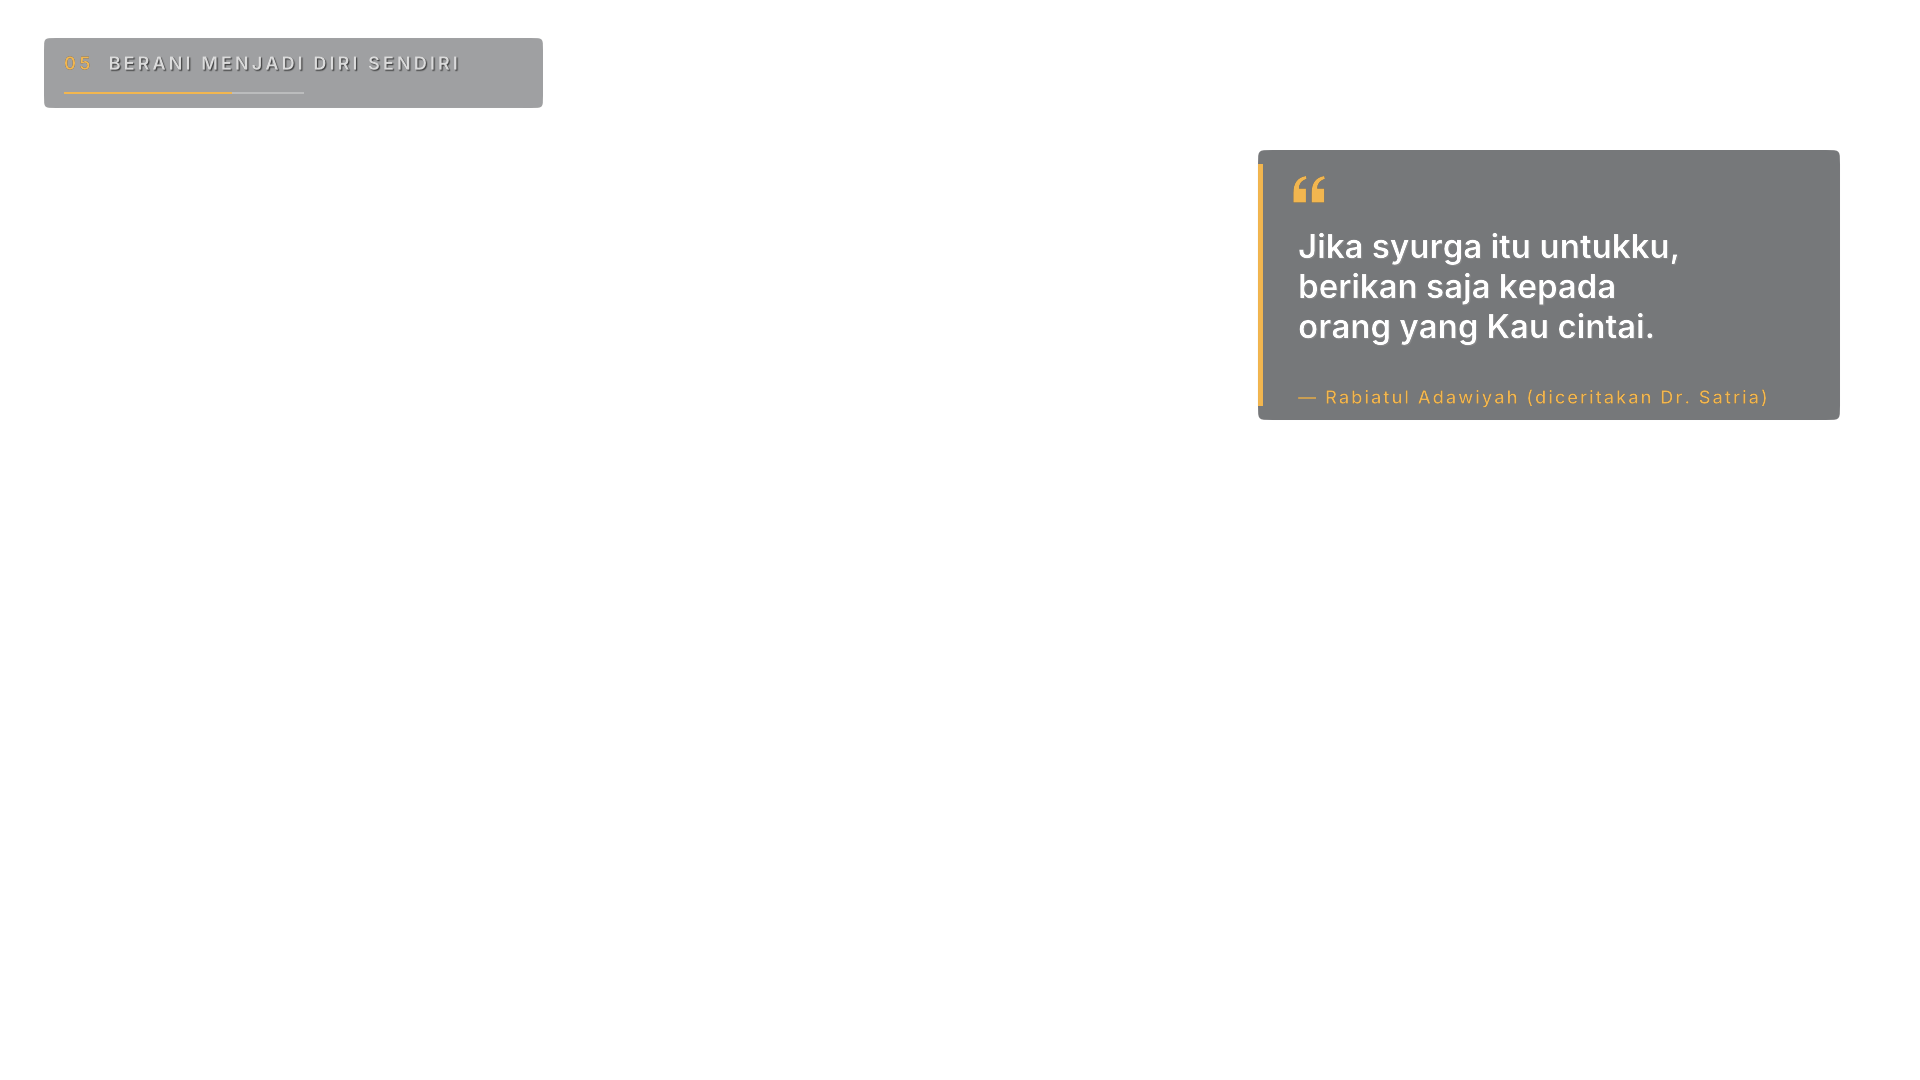 05 BERANI MENJADI DIRI SENDIRI
“
Jika syurga itu untukku,
berikan saja kepada
orang yang Kau cintai.
— Rabiatul Adawiyah (diceritakan Dr. Satria)